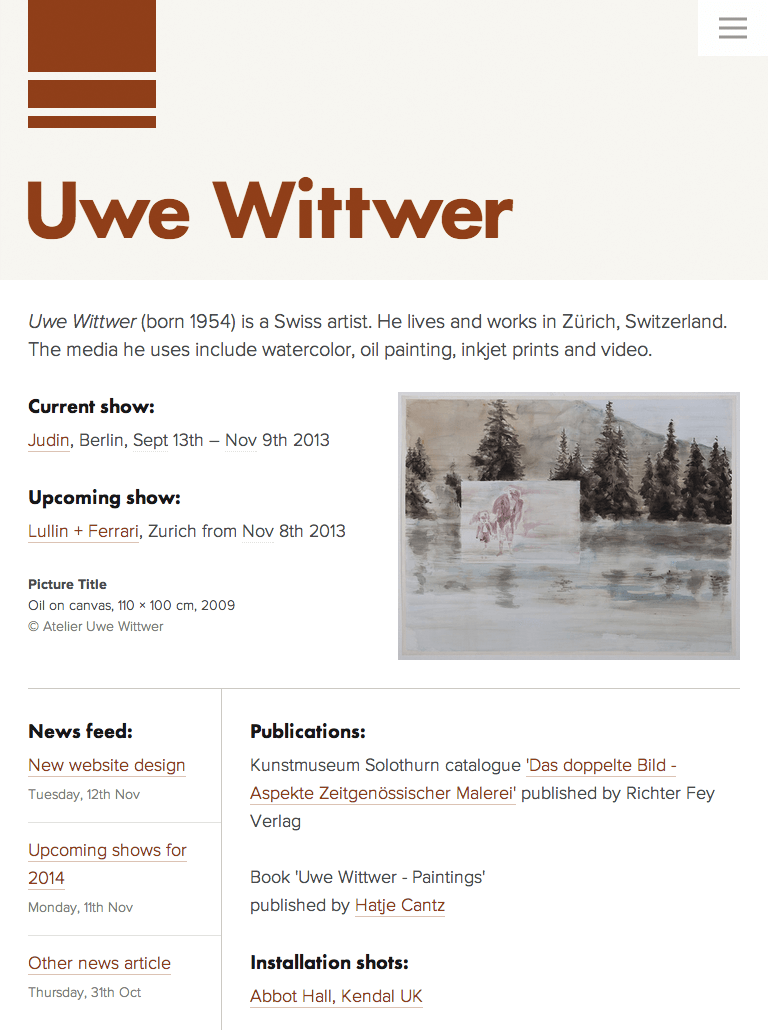 Uwe Wittwer
Uwe Wittwer (born 1954) is a Swiss artist. He lives and works in Zürich, Switzerland.
The media he uses include watercolor, oil painting, inkjet prints and video.
Current show:
Judin, Berlin, Sept 13th – Nov 9th 2013
Upcoming show:
Lullin + Ferrari, Zurich from Nov 8th 2013
Picture Title
Oil on canvas, 110 × 100 cm, 2009
© Atelier Uwe Wittwer
News feed:
New website design
Tuesday, 12th Nov
Upcoming shows for
2014
Monday, 11th Nov
Other news article
Thursday, 31th Oct
Publications:
Kunstmuseum Solothurn catalogue 'Das doppelte Bild -
Aspekte Zeitgenössischer Malerei' published by Richter Fey
Verlag
Book 'Uwe Wittwer - Paintings'
published by Hatje Cantz
Installation shots:
Abbot Hall, Kendal UK